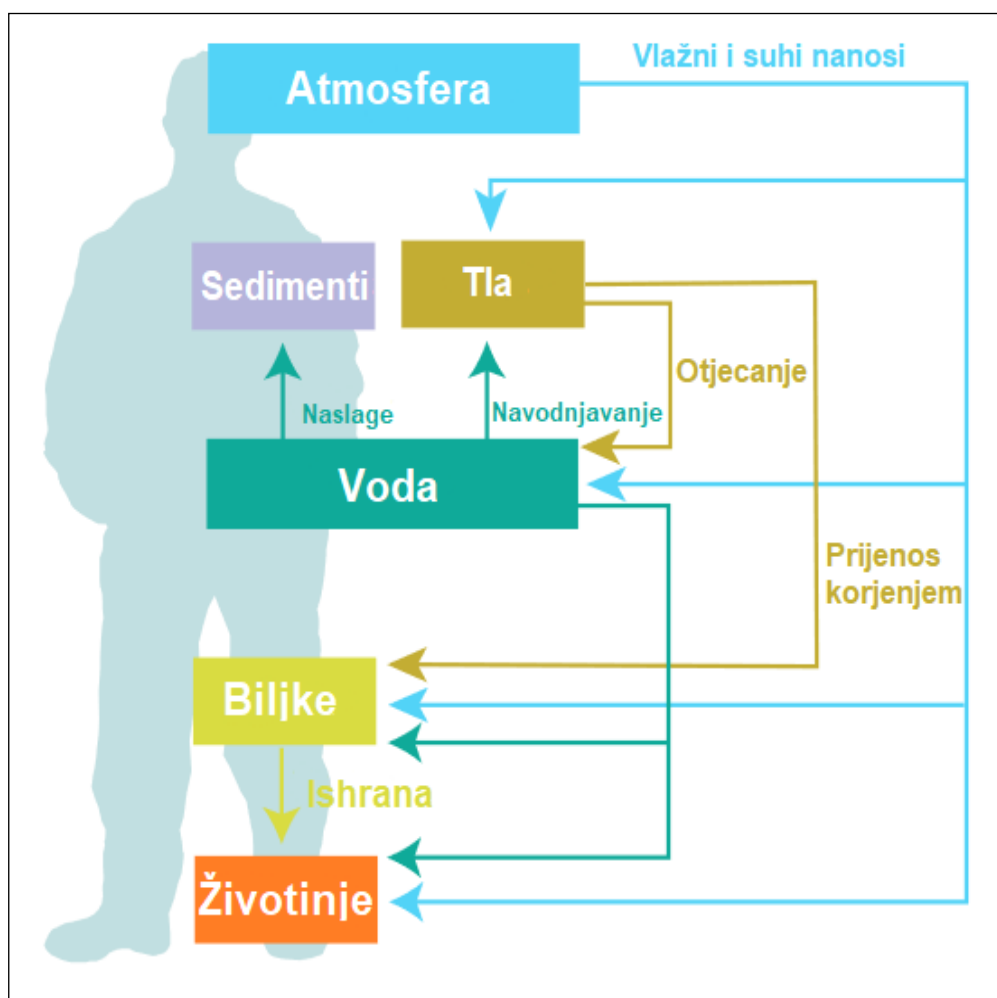 Vlažni i suhi nanosi
Atmosfera
Sedimenti
Tla
Otjecanje
Naslage
Navodnjavanje
Voda
Prijenos
korjenjem
Biljke
Ishrana
Životinje